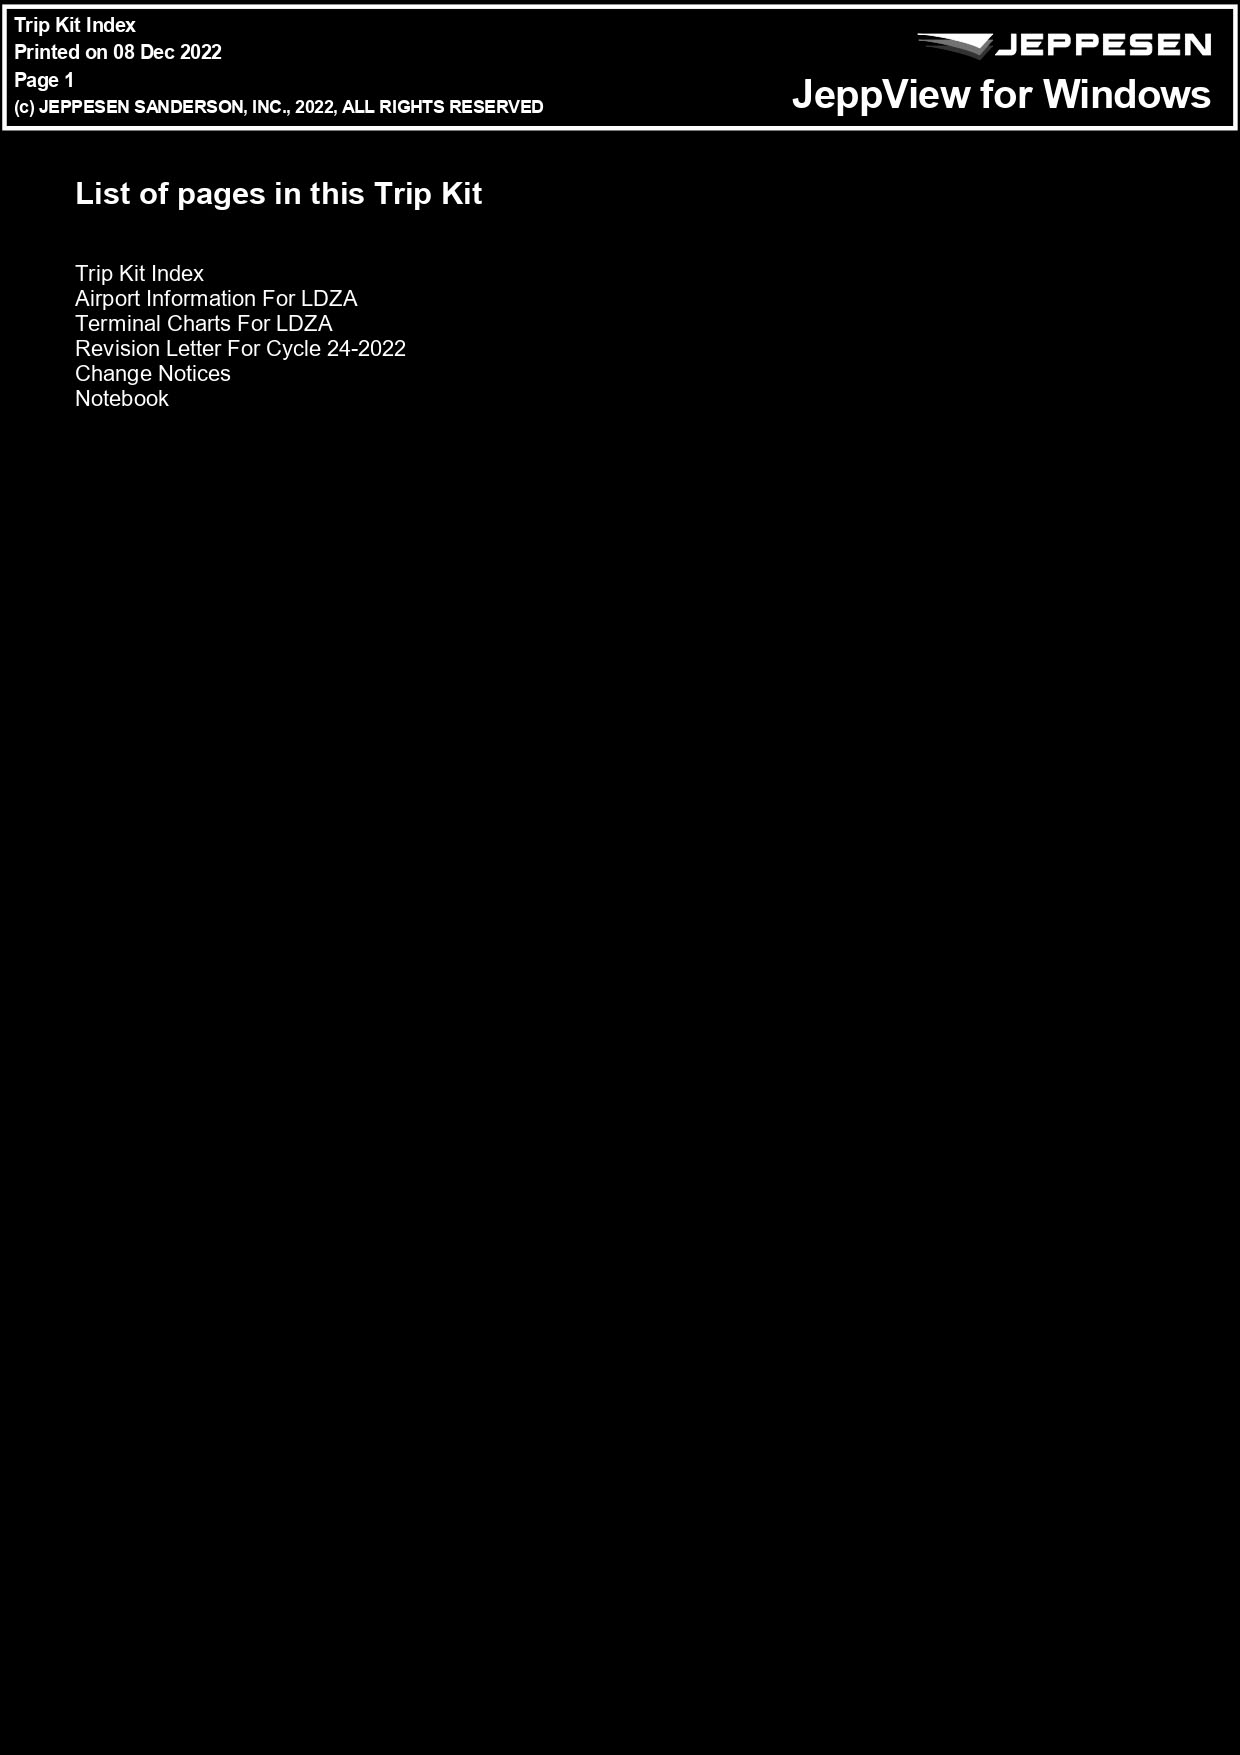 Trip Kit Index
Printed on 08 Dec 2022
Page 1
(c) JEPPESEN SANDERSON, INC., 2022, ALL RIGHTS RESERVED
JEPPESEN
JeppView for Windows
List of pages in this Trip Kit
Trip Kit Index
Airport Information For LDZA
Terminal Charts For LDZA
Revision Letter For Cycle 24-2022
Change Notices
Notebook